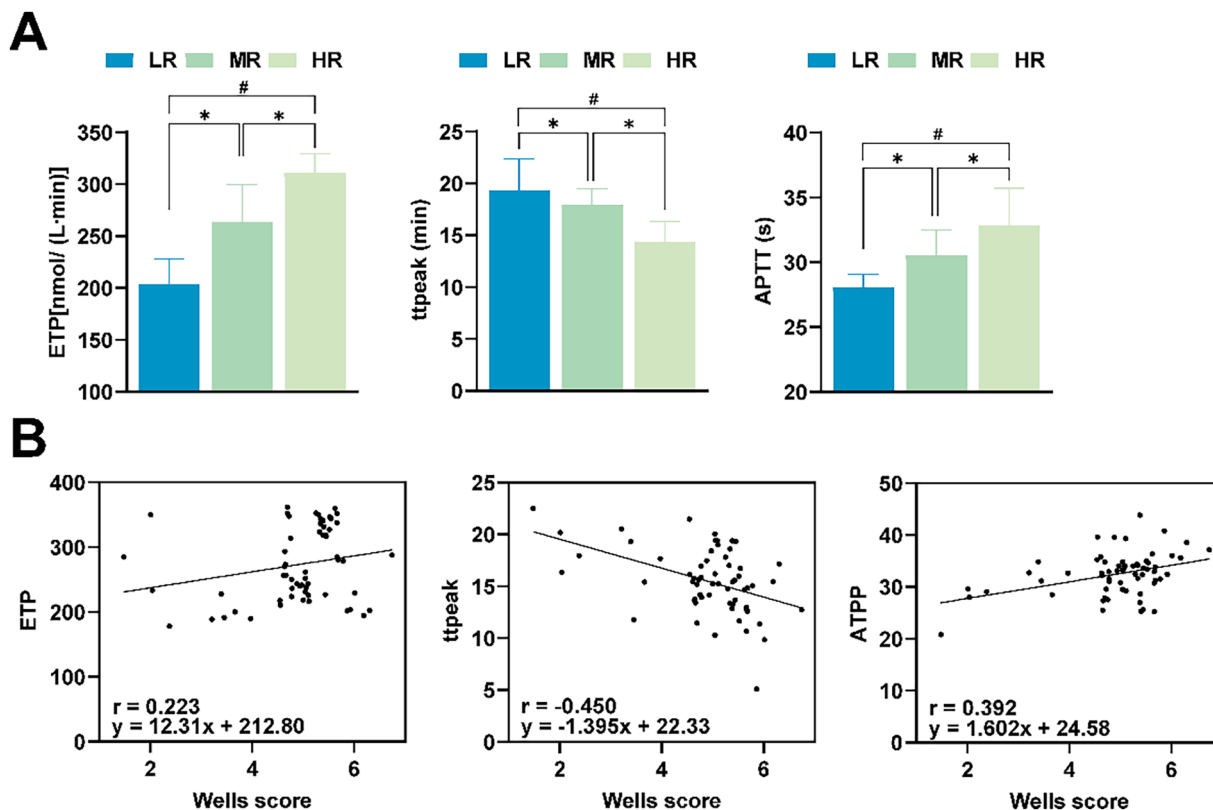 A
LR MR HR
LR MR HR
LR MR HR
ETP[nmol/ (L-min)]
350
300
250
200
150
100
#
* *
ttpeak (min)
25
20
15
10
5
0
#
* *
APTT (s)
40
35
30
25
20
#
* *
B
ETP
400
300
200
100
0
r = 0.223
y = 12.31x + 212.80
2 4 6
Wells score
ttpeak
25
20
15
10
5
0
r = -0.450
y = -1.395x + 22.33
2 4 6
Wells score
ATPP
50
40
30
20
10
0
r = 0.392
y = 1.602x + 24.58
2 4 6
Wells score